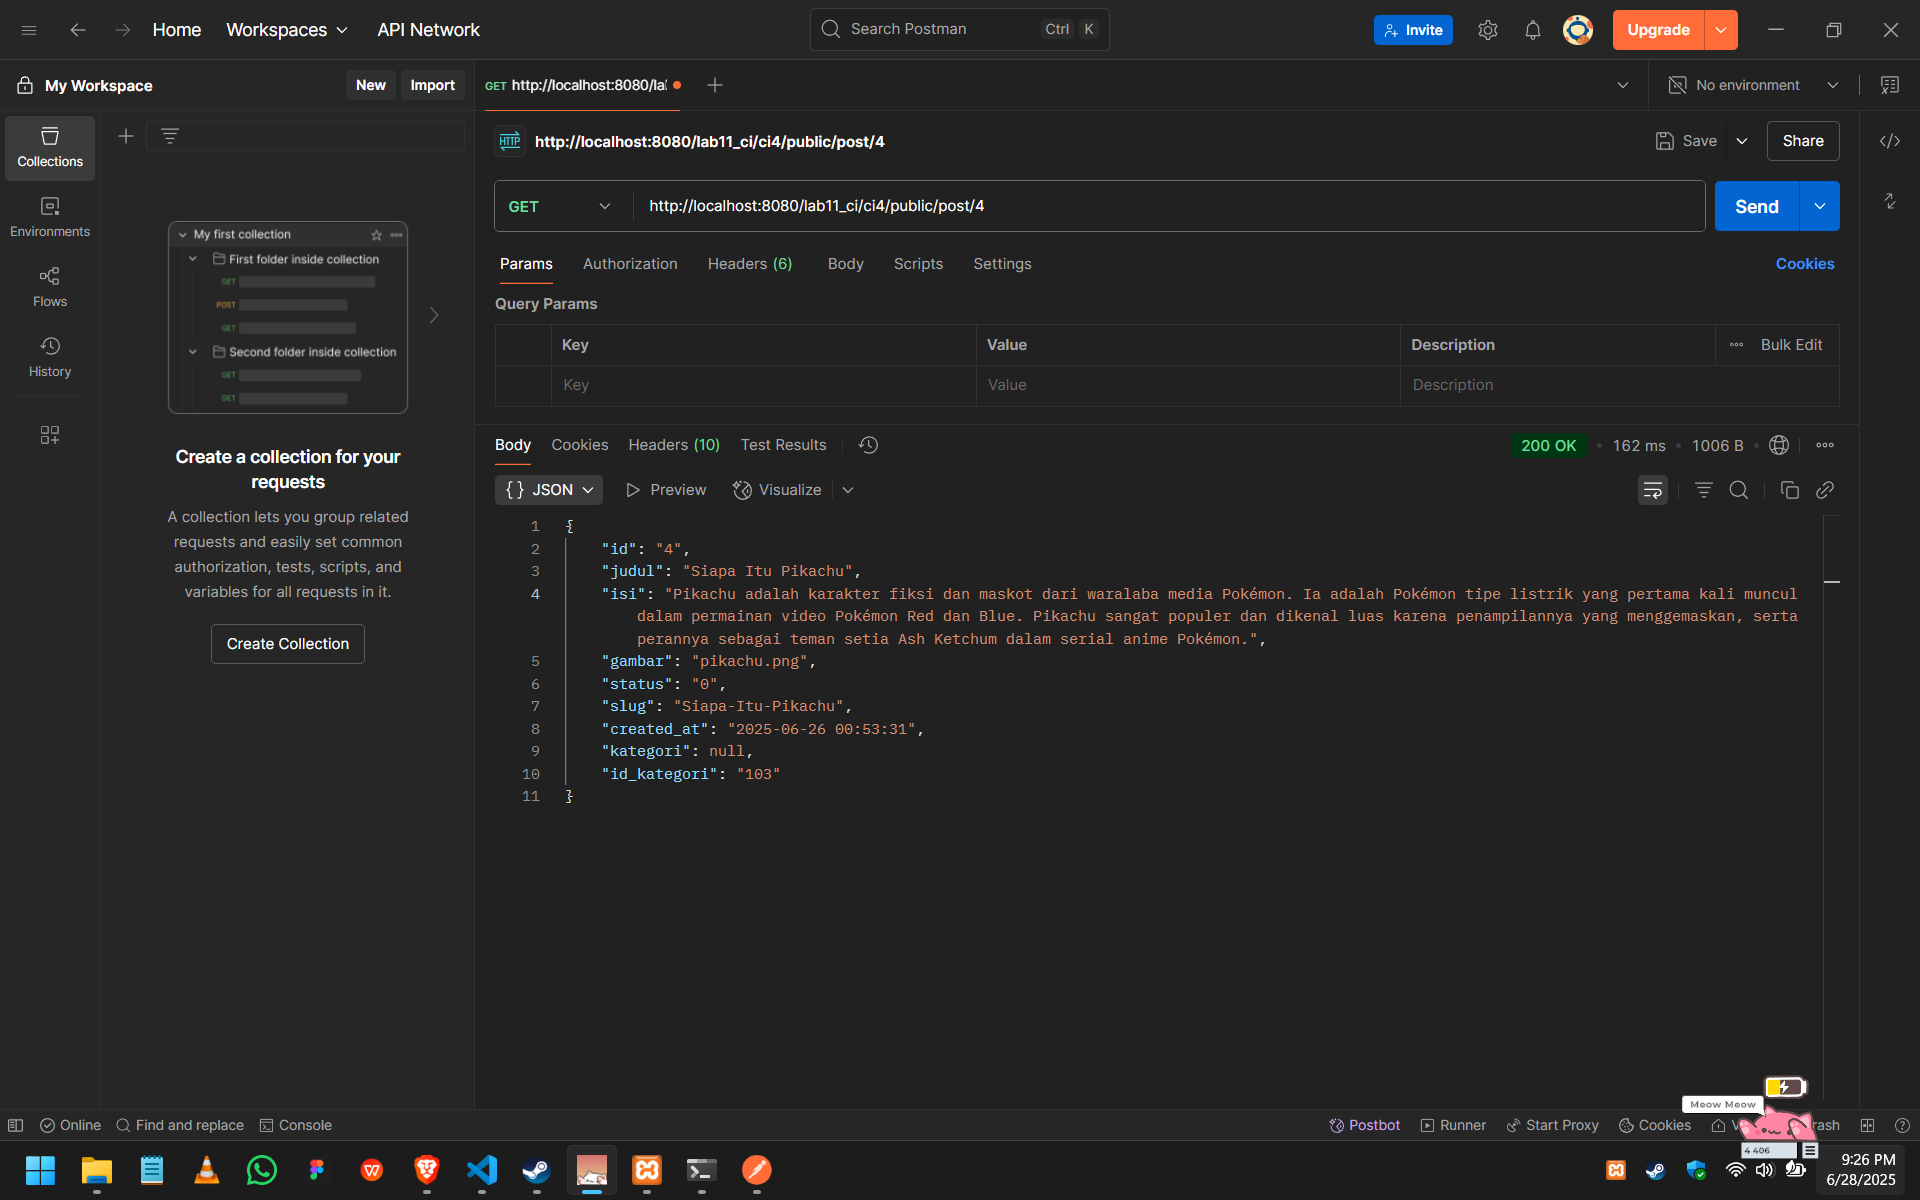 Home
Workspaces
API Network
Search Postman
Ctrl K
Invite
Upgrade
My Workspace
New
Import
GET http://localhost:8080/la
No environment
Collections
Environments
Flows
History
My first collection
First folder inside collection
GET
POST
GET
Second folder inside collection
GET
GET
Create a collection for your
requests
A collection lets you group related
requests and easily set common
authorization, tests, scripts, and
variables for all requests in it.
Create Collection
HTTP http://localhost:8080/lab11_ci/ci4/public/post/4
Save
Share
GET http://localhost:8080/lab11_ci/ci4/public/post/4
Send
Params Authorization Headers (6) Body Scripts Settings
Cookies
Query Params
Key Value Description Bulk Edit
Key Value Description
Body Cookies Headers (10) Test Results
200 OK • 162 ms • 1006 B
{} JSON Preview Visualize
1 {
2 "id": "4",
3 "judul": "Siapa Itu Pikachu",
4 "isi": "Pikachu adalah karakter fiksi dan maskot dari waralaba media Pokémon. Ia adalah Pokémon tipe listrik yang pertama kali muncul
dalam permainan video Pokémon Red dan Blue. Pikachu sangat populer dan dikenal luas karena penampilannya yang menggemaskan, serta
perannya sebagai teman setia Ash Ketchum dalam serial anime Pokémon.",
5 "gambar": "pikachu.png",
6 "status": "0",
7 "slug": "Siapa-Itu-Pikachu",
8 "created_at": "2025-06-26 00:53:31",
9 "kategori": null,
10 "id_kategori": "103"
11 }
Meow Meow
Online
Find and replace
Console
Postbot
Runner
Start Proxy
Cookies
V
rash
4 406
9:26 PM
6/28/2025